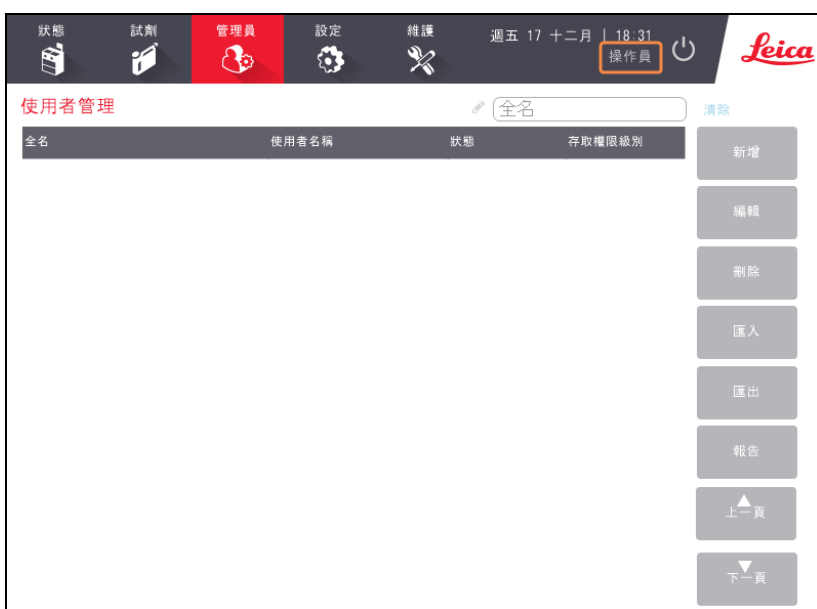 狀態 試劑 管理員 設定 維護 週五 17 十二月 | 18:31
操作員
Leica
使用者管理 全名 清除
全名 使用者名稱 狀態 存取權限級別
新增
編輯
刪除
匯入
匯出
報告
上一頁
下一頁